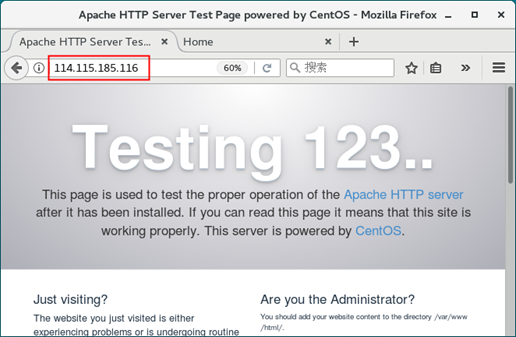 Apache HTTP Server Test Page powered by CentOS - Mozilla Firefox
Apache HTTP Server Tes...
Home
114.115.185.116
60%
搜索
Testing 123..
This page is used to test the proper operation of the Apache HTTP server
after it has been installed. If you can read this page it means that this site is
working properly. This server is powered by CentOS.
Just visiting?
The website you just visited is either
experiencing problems or is undergoing routine
Are you the Administrator?
You should add your website content to the directory /var/www
/html/.